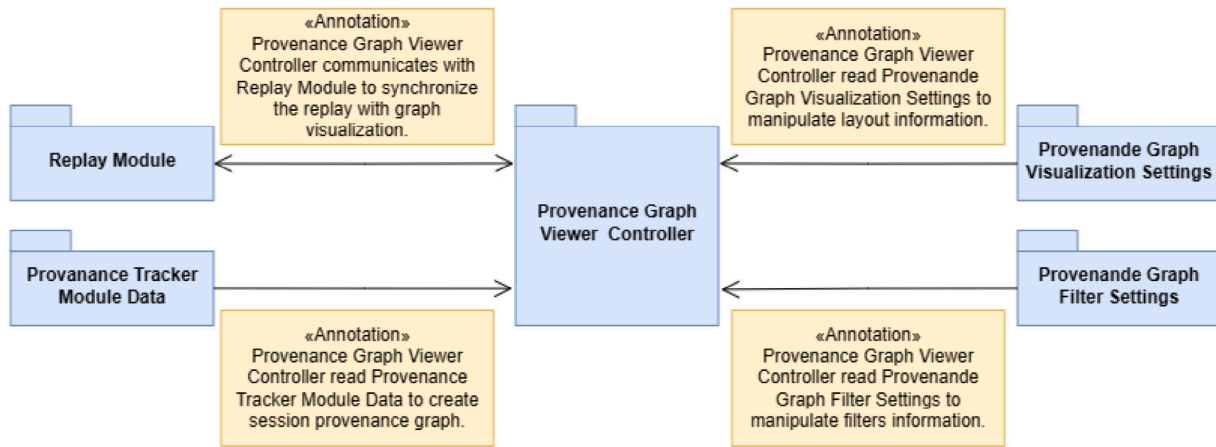 «Annotation»
Provenance Graph Viewer
Controller communicates with
Replay Module to synchronize
the replay with graph
visualization.
«Annotation»
Provenance Graph Viewer
Controller read Provenande
Graph Visualization Settings to
manipulate layout information.
Replay Module
Provenance Graph
Viewer Controller
Provenande Graph
Visualization Settings
Provanance Tracker
Module Data
Provenande Graph
Filter Settings
«Annotation»
Provenance Graph Viewer
Controller read Provenance
Tracker Module Data to create
session provenance graph.
«Annotation»
Provenance Graph Viewer
Controller read Provenande
Graph Filter Settings to
manipulate filters information.